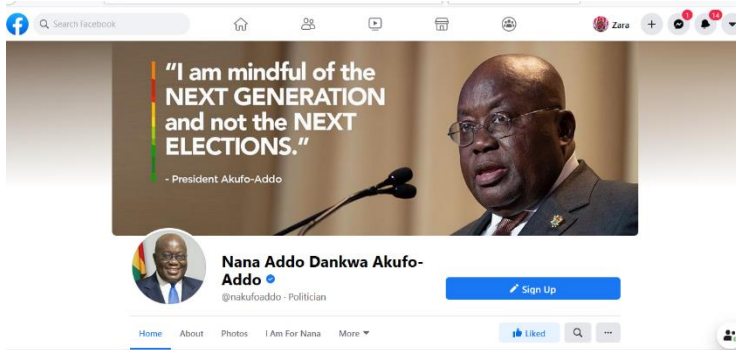 Search Facebook
Zara
1
14
"I am mindful of the
NEXT GENERATION
and not the NEXT
ELECTIONS."
- President Akufo-Addo
Nana Addo Dankwa Akufo-
Addo
@nakufoaddo · Politician
Sign Up
Home About Photos I Am For Nana More
Liked